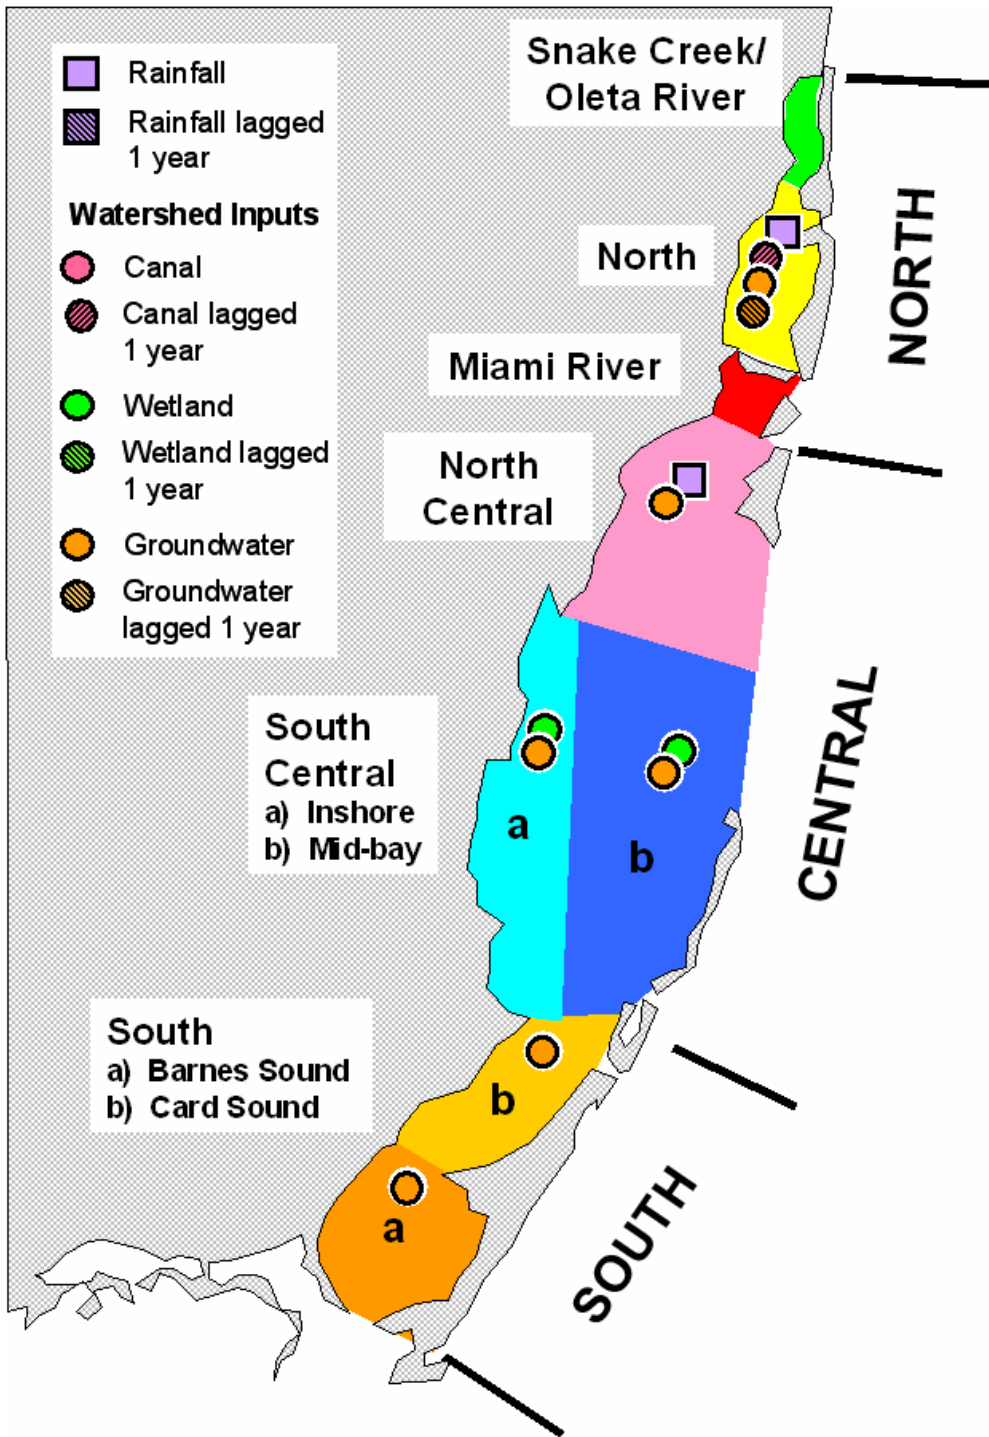 Rainfall
Rainfall lagged
1 year
Watershed Inputs
Canal
Canal lagged
1 year
Wetland
Wetland lagged
1 year
Groundwater
Groundwater
lagged 1 year
Snake Creek/
Oleta River
North
Miami River
North
Central
South
Central
a) Inshore
b) Mid-bay
a
b
South
a) Barnes Sound
b) Card Sound
b
a
NORTH
CENTRAL
SOUTH